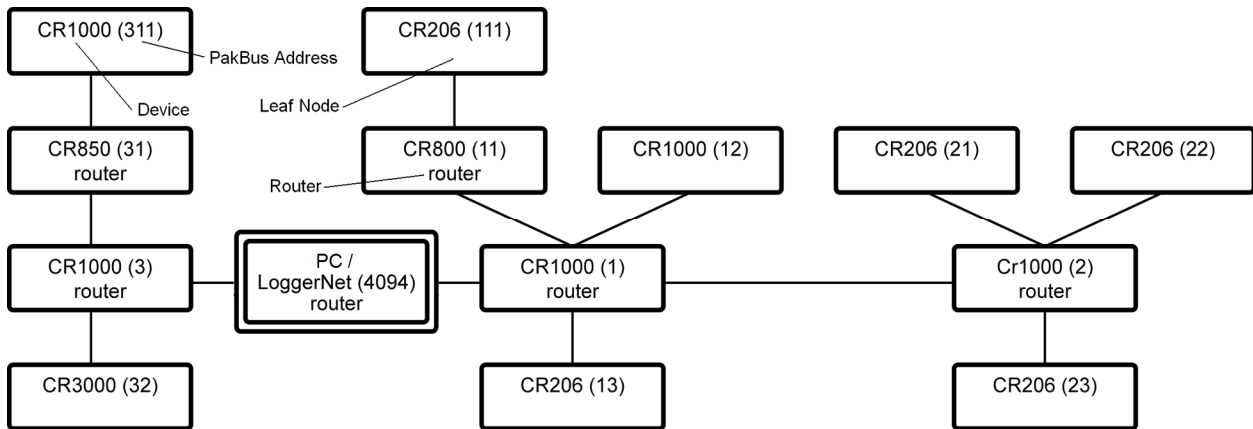 CR1000 (311)
CR206 (111)
PakBus Address
Device
Leaf Node
CR850 (31)
router
CR800 (11)
router
CR1000 (12)
CR206 (21)
CR206 (22)
Router
CR1000 (3)
router
PC /
LoggerNet (4094)
router
CR1000 (1)
router
Cr1000 (2)
router
CR3000 (32)
CR206 (13)
CR206 (23)